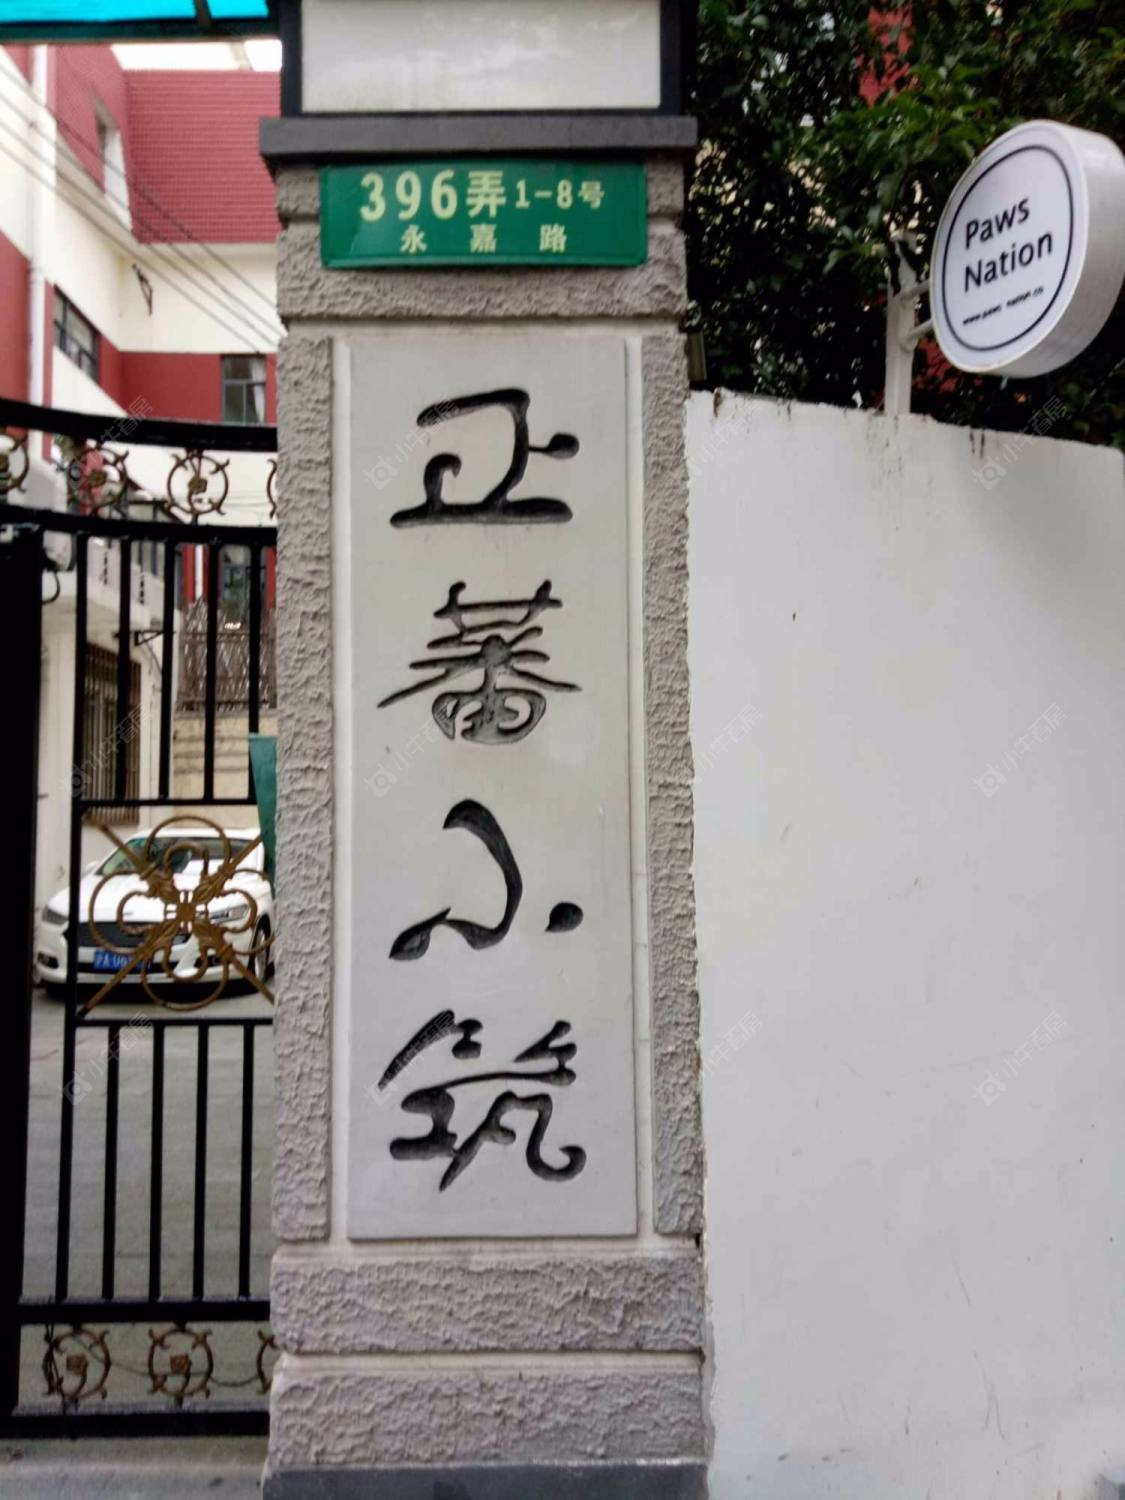 396弄1-8号
永嘉路
Paws
Nation
正蕃小筑